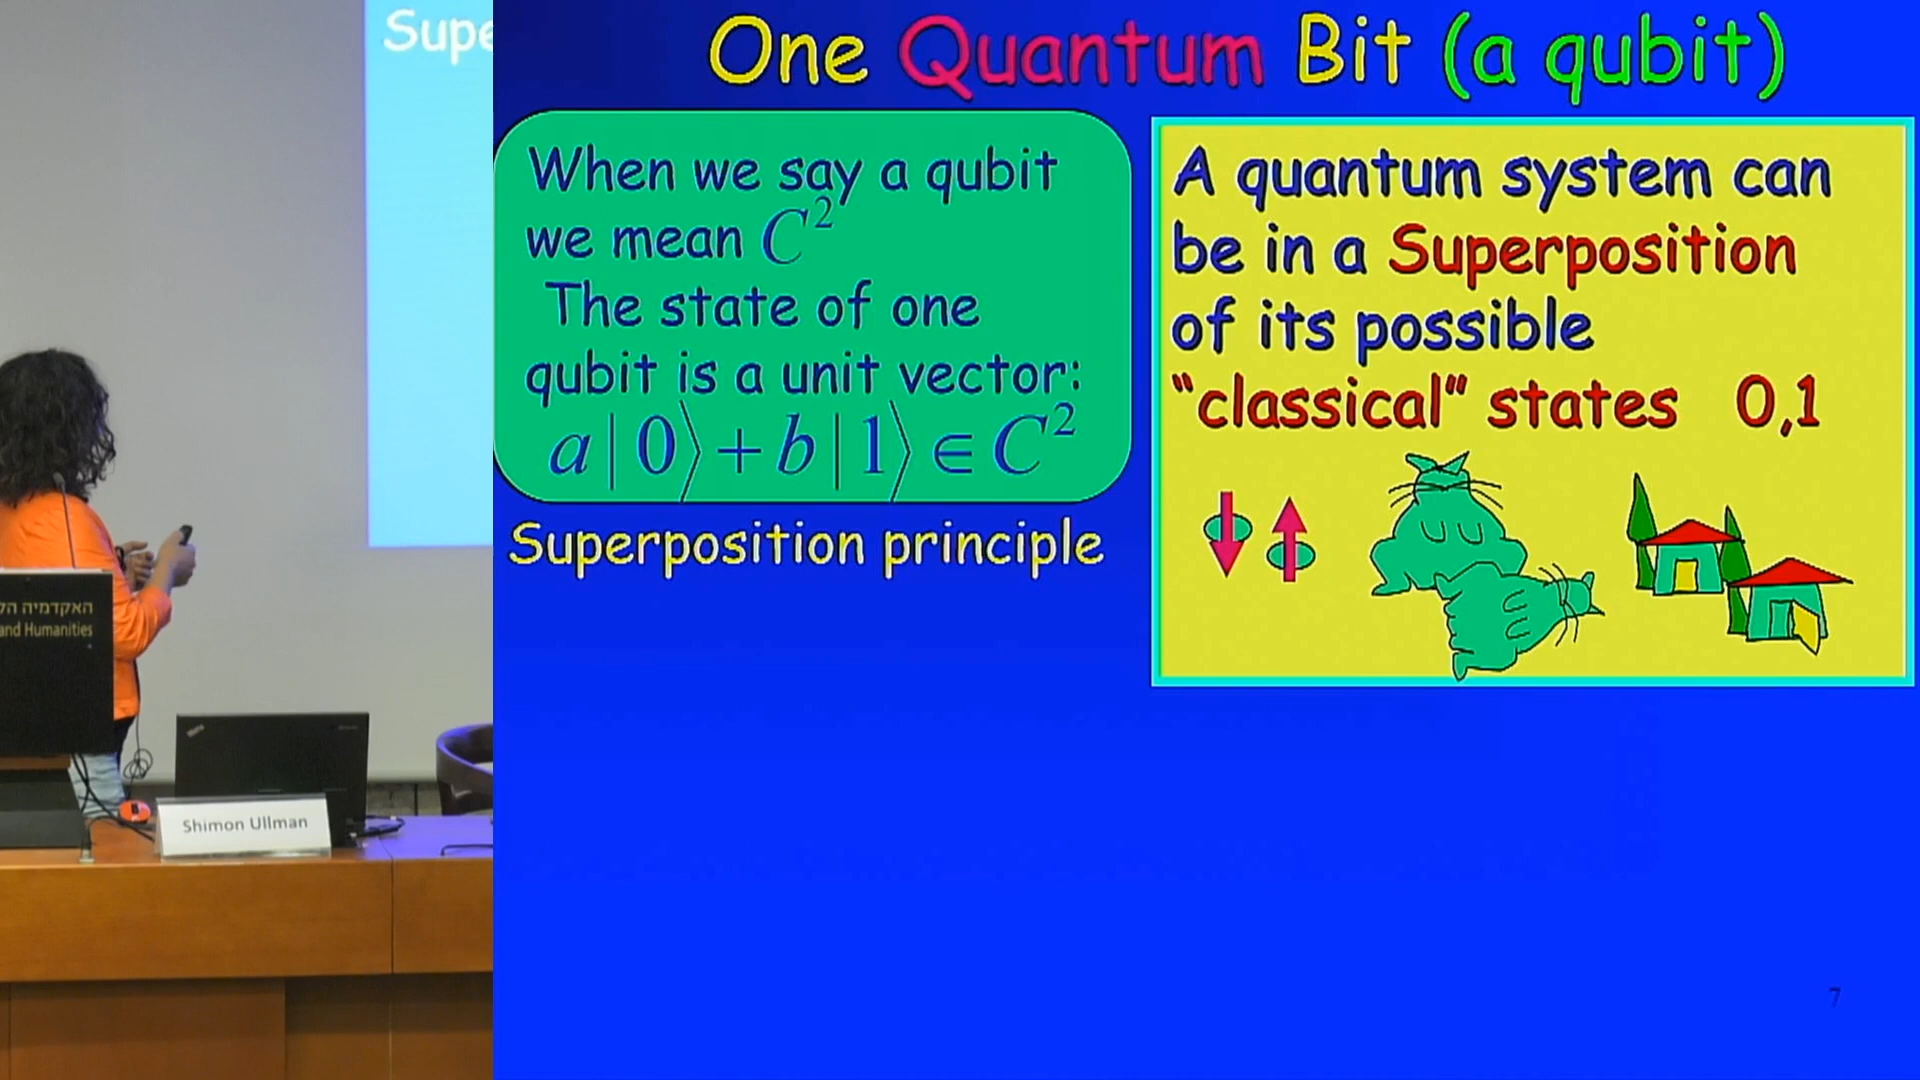 Supe
One Quantum Bit (a qubit)
When we say a qubit
we mean C²
The state of one
qubit is a unit vector:
a|0⟩+b|1⟩∈C²
Superposition principle
A quantum system can
be in a Superposition
of its possible
“classical” states 0,1
האקדמיה
and Humanities
Shimon Ullman
7